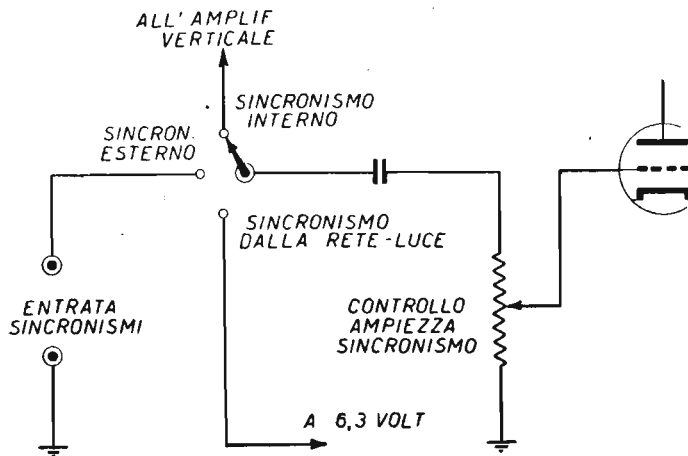 ALL'AMPLIF
VERTICALE
SINCRONISMO
INTERNO
SINCRON.
ESTERNO
SINCRONISMO
DALLA RETE-LUCE
ENTRATA
SINCRONISMI
CONTROLLO
AMPIEZZA
SINCRONISMO
A 6,3 VOLT